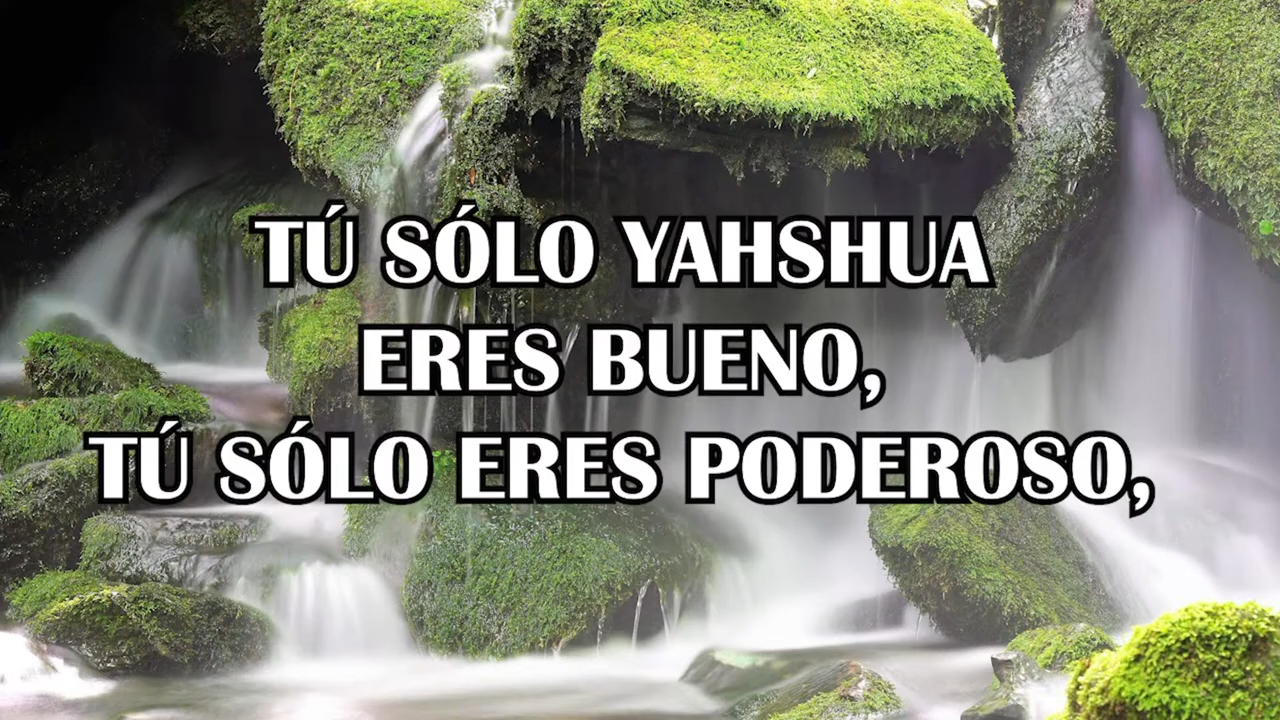 TÚ SÓLO YAHSHUA
ERES BUENO,
TÚ SÓLO ERES PODEROSO,